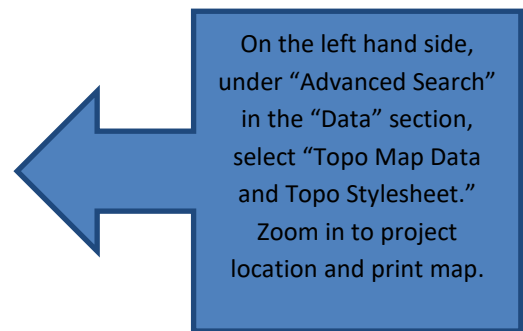 On the left hand side,
under “Advanced Search”
in the “Data” section,
select “Topo Map Data
and Topo Stylesheet.”
Zoom in to project
location and print map.